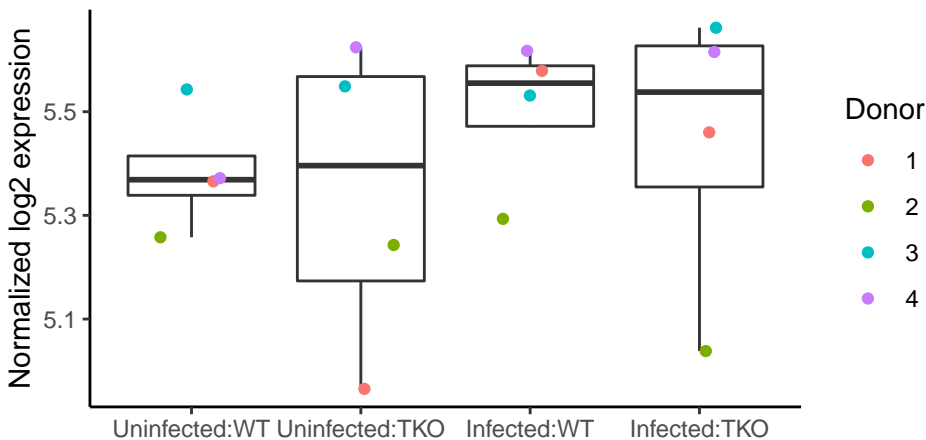 Normalized log2 expression
5.5
5.3
5.1
Uninfected:WT Uninfected:TKO Infected:WT Infected:TKO
Donor
1
2
3
4